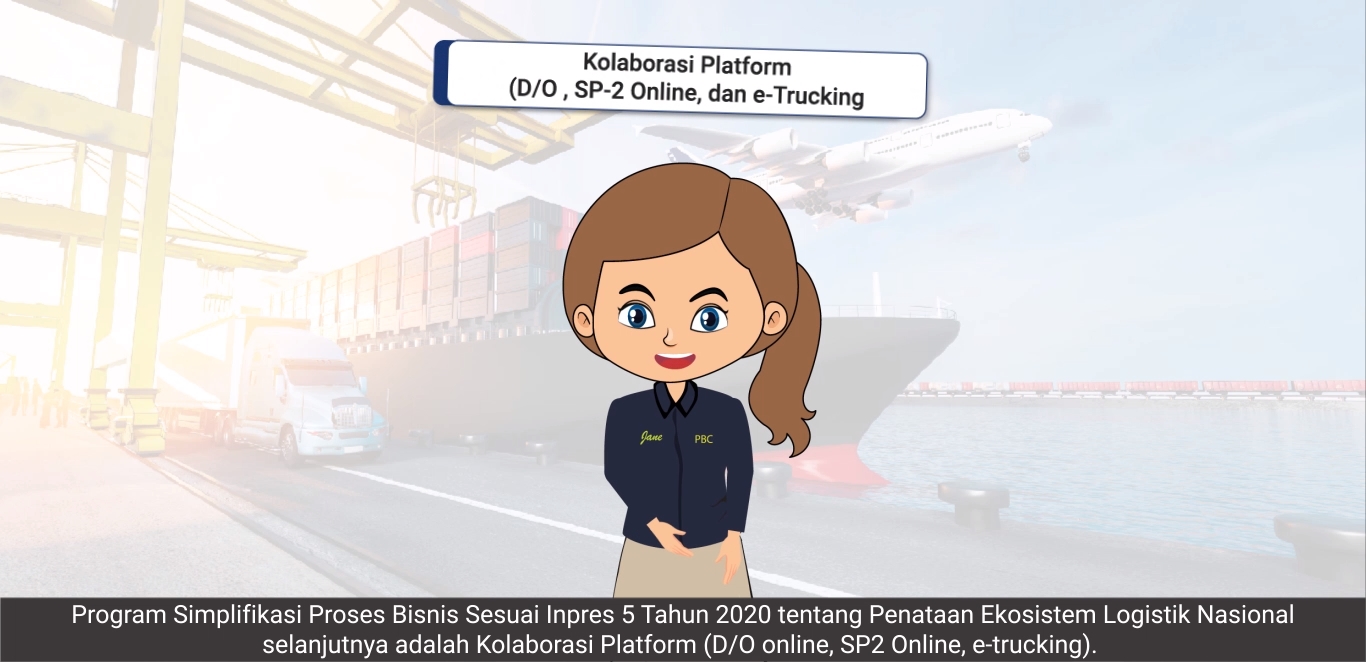 Kolaborasi Platform
(D/O , SP-2 Online, dan e-Trucking
Jane
PBC
Program Simplifikasi Proses Bisnis Sesuai Inpres 5 Tahun 2020 tentang Penataan Ekosistem Logistik Nasional
selanjutnya adalah Kolaborasi Platform (D/O online, SP2 Online, e-trucking).